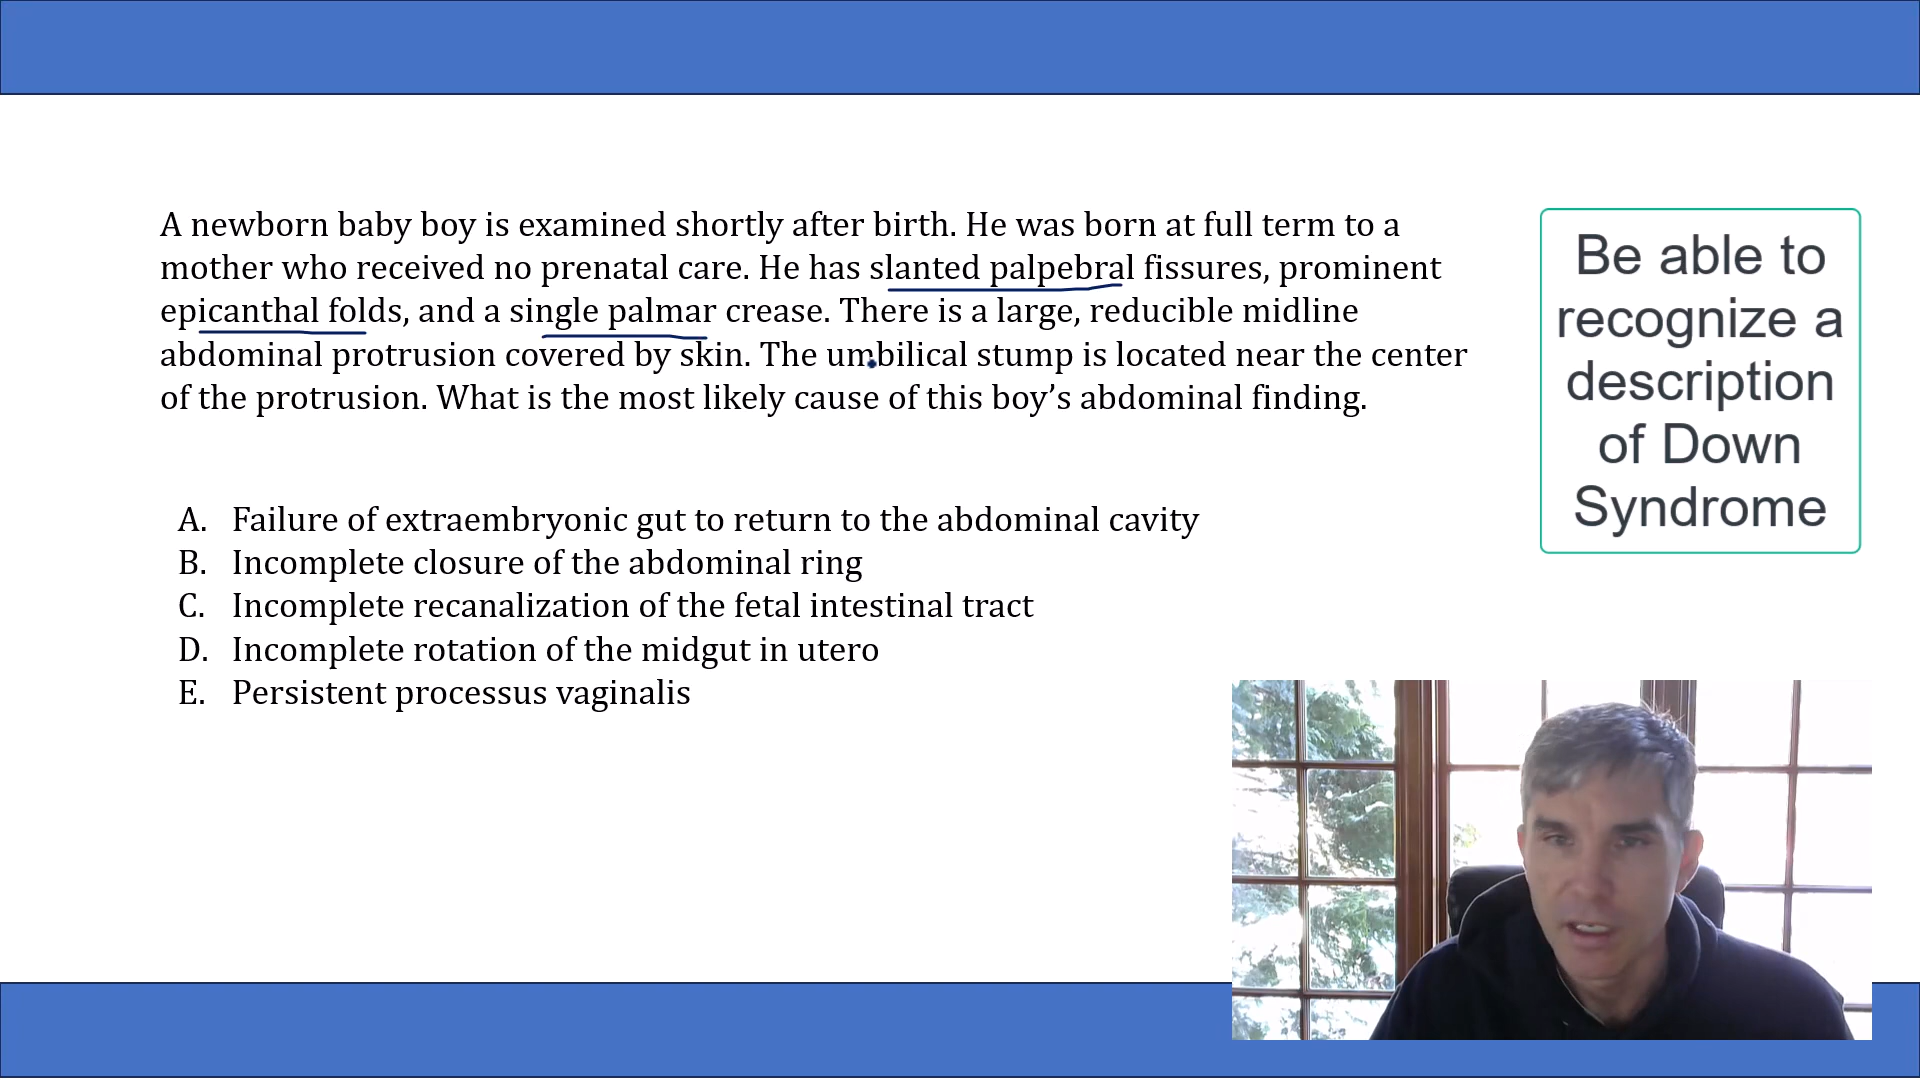 A newborn baby boy is examined shortly after birth. He was born at full term to a
mother who received no prenatal care. He has slanted palpebral fissures, prominent
epicanthal folds, and a single palmar crease. There is a large, reducible midline
abdominal protrusion covered by skin. The umbilical stump is located near the center
of the protrusion. What is the most likely cause of this boy’s abdominal finding.
A. Failure of extraembryonic gut to return to the abdominal cavity
B. Incomplete closure of the abdominal ring
C. Incomplete recanalization of the fetal intestinal tract
D. Incomplete rotation of the midgut in utero
E. Persistent processus vaginalis
Be able to
recognize a
description
of Down
Syndrome